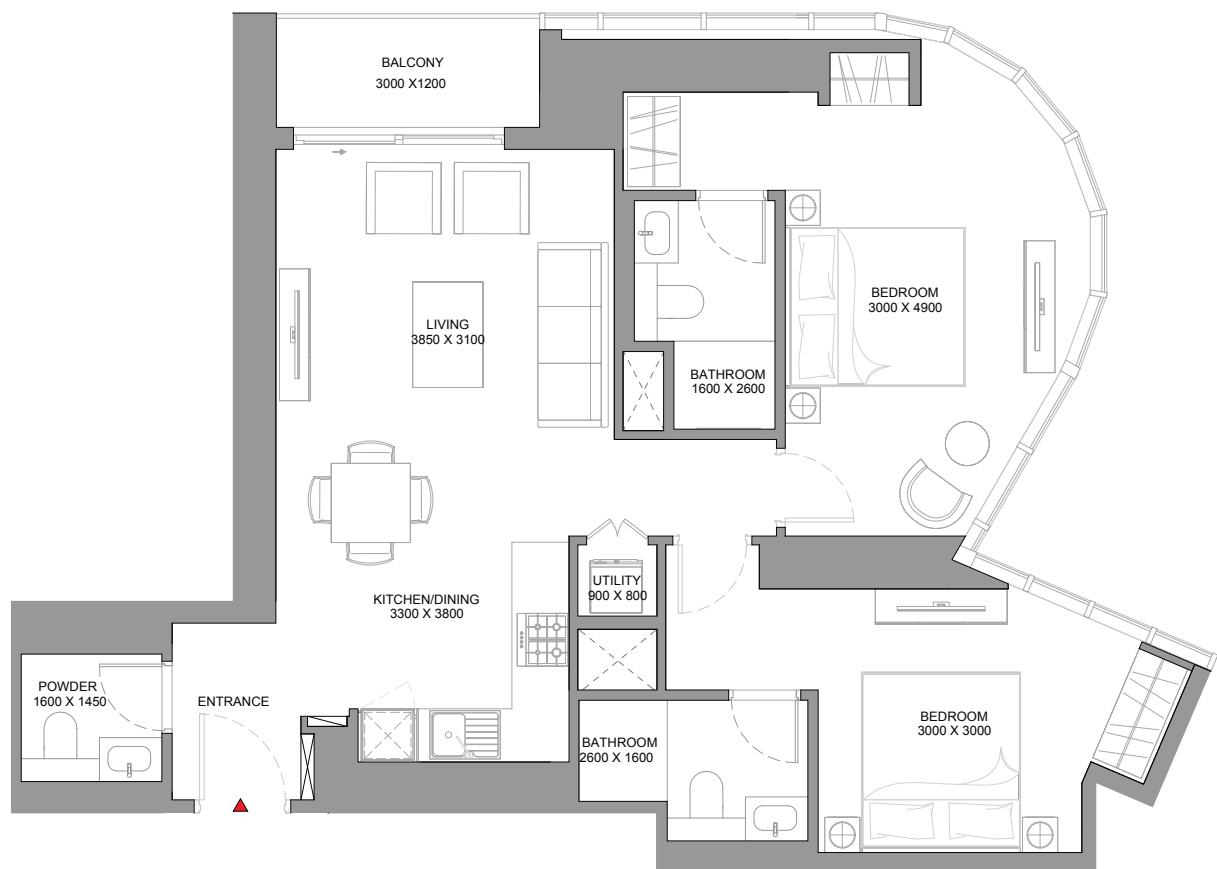 BALCONY
3000 X1200
BEDROOM
3000 X 4900
LIVING
3850 X 3100
BATHROOM
1600 X 2600
UTILITY
900 X 800
KITCHEN/DINING
3300 X 3800
POWDER
1600 X 1450
ENTRANCE
BEDROOM
3000 X 3000
BATHROOM
2600 X 1600